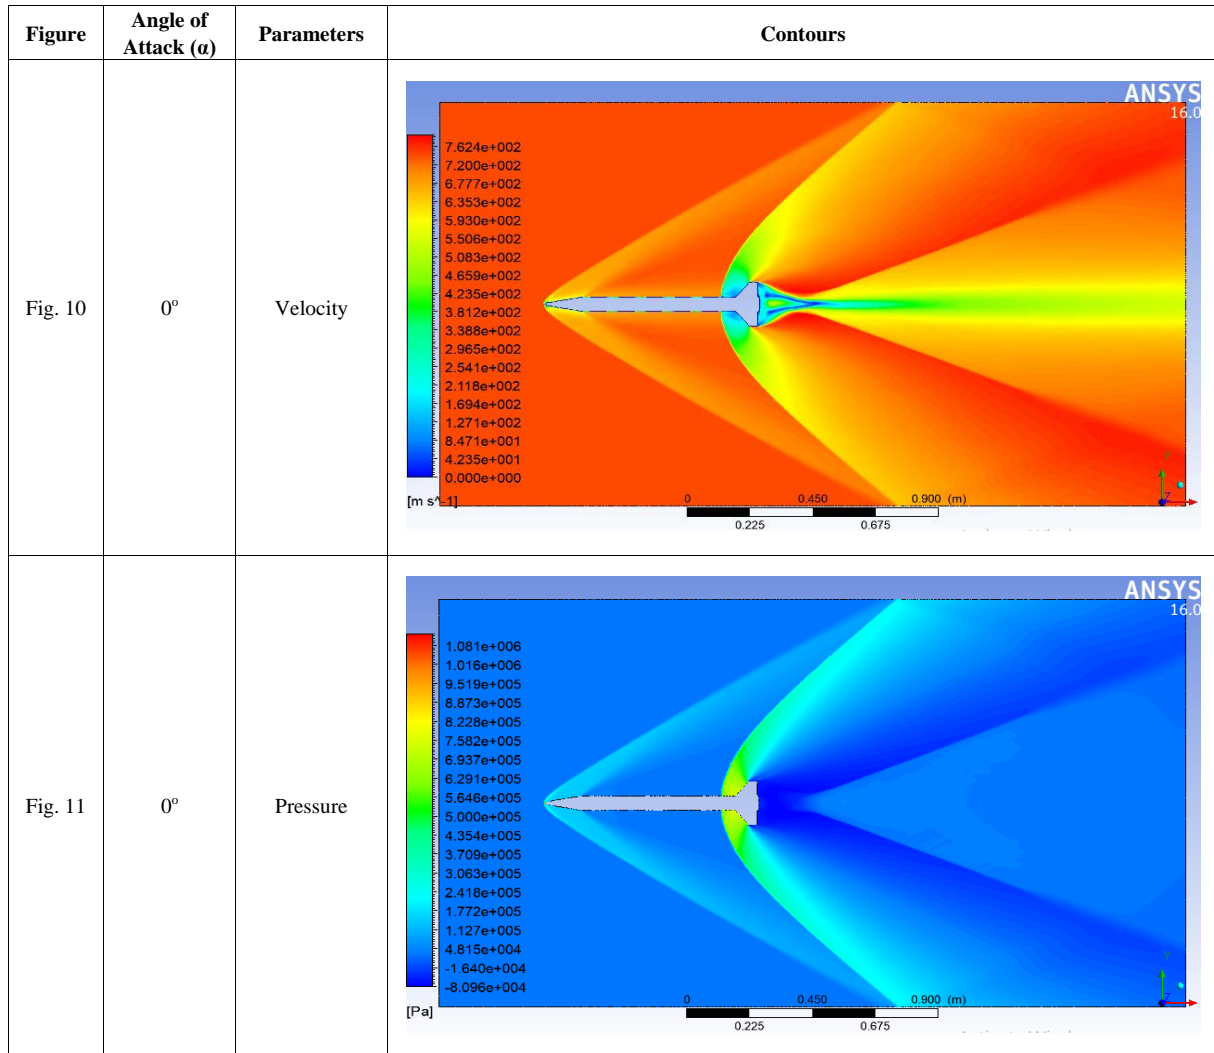 Figure
Angle of
Attack (α)
Parameters
Contours
Fig. 10
0º
Velocity
ANSYS
16.0
7.624e+002
7.200e+002
6.777e+002
6.353e+002
5.930e+002
5.506e+002
5.083e+002
4.659e+002
4.235e+002
3.812e+002
3.388e+002
2.965e+002
2.541e+002
2.118e+002
1.694e+002
1.271e+002
8.471e+001
4.235e+001
0.000e+000
[m s^-1]
0 0.450 0.900 (m)
0.225 0.675
Y
Z
Fig. 11
0º
Pressure
ANSYS
16.0
1.081e+006
1.016e+006
9.519e+005
8.873e+005
8.228e+005
7.582e+005
6.937e+005
6.291e+005
5.646e+005
5.000e+005
4.354e+005
3.709e+005
3.063e+005
2.418e+005
1.772e+005
1.127e+005
4.815e+004
-1.640e+004
-8.096e+004
[Pa]
0 0.450 0.900 (m)
0.225 0.675
Y
Z